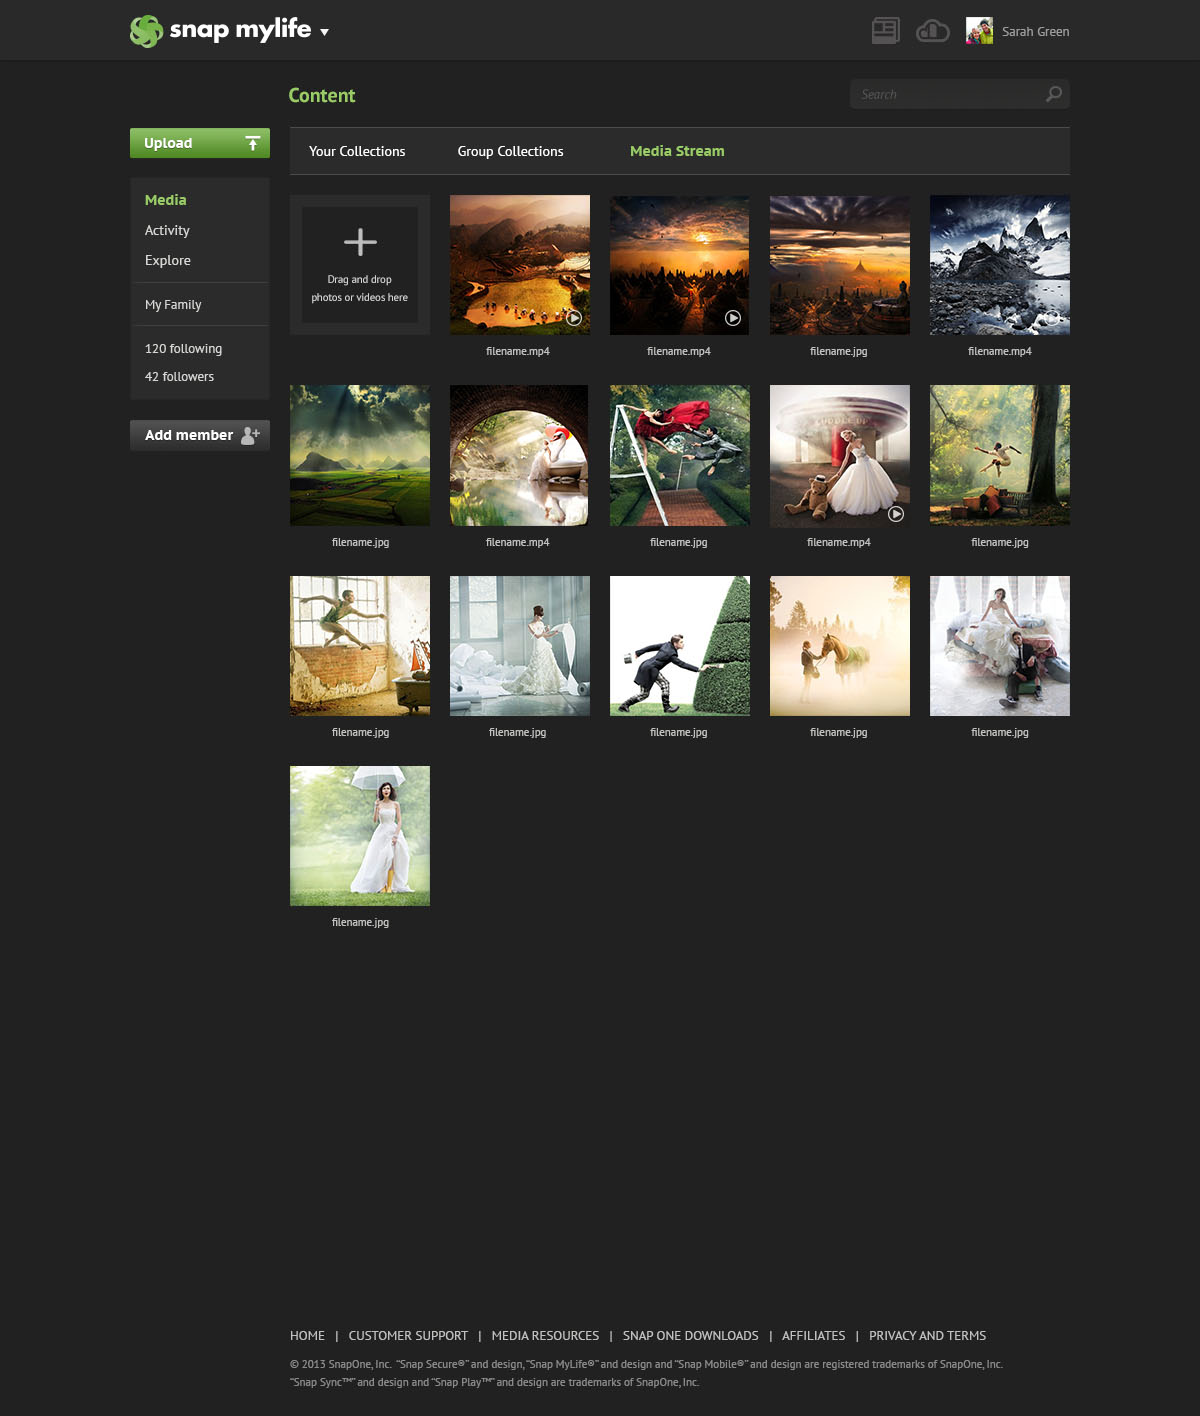 snap mylife
Sarah Green
Content
Search
Upload
Your Collections
Group Collections
Media Stream
Media
Activity
Explore
My Family
120 following
42 followers
Add member
Drag and drop
photos or videos here
filename.mp4
filename.mp4
filename.jpg
filename.mp4
filename.jpg
filename.mp4
filename.jpg
filename.mp4
filename.jpg
filename.jpg
filename.jpg
filename.jpg
filename.jpg
filename.jpg
filename.jpg
HOME | CUSTOMER SUPPORT | MEDIA RESOURCES | SNAP ONE DOWNLOADS | AFFILIATES | PRIVACY AND TERMS
© 2013 SnapOne, Inc. "Snap Secure®" and design, "Snap MyLife®" and design and "Snap Mobile®" and design are registered trademarks of SnapOne, Inc.
"Snap Sync™" and design and "Snap Play™" and design are trademarks of SnapOne, Inc.